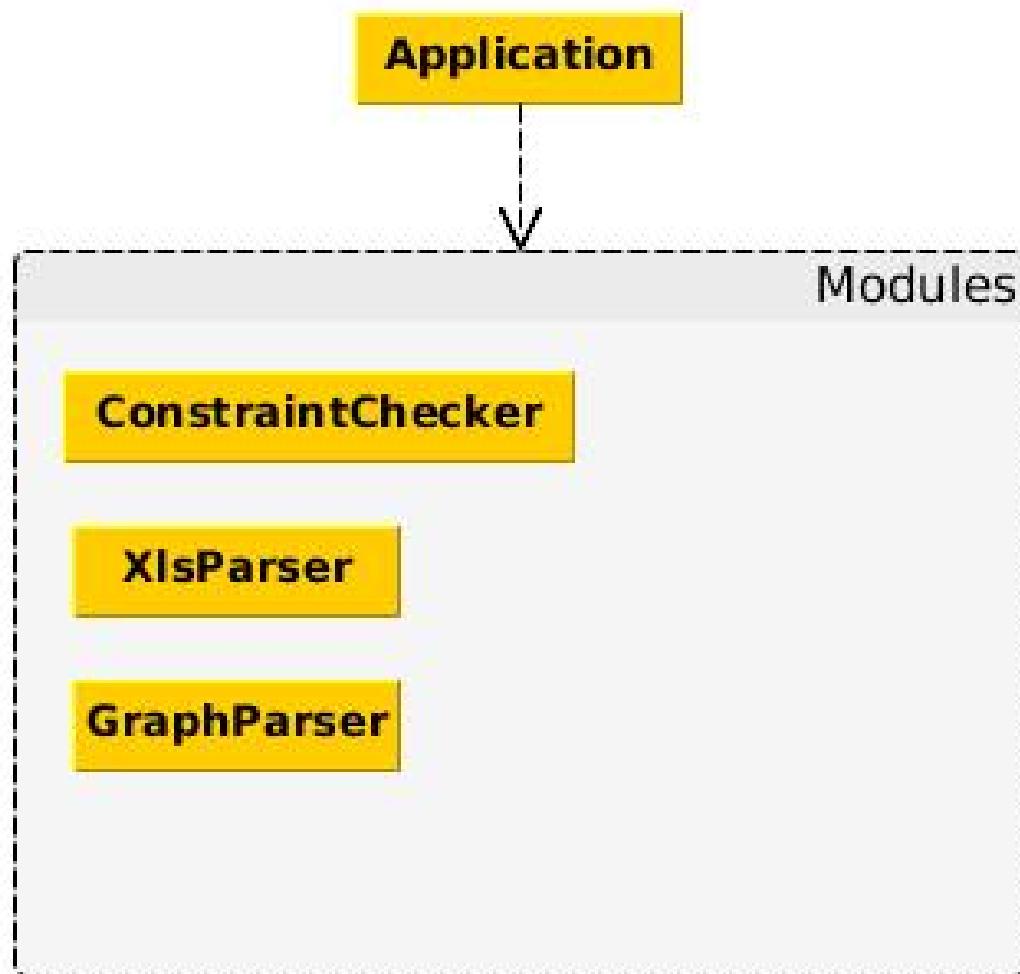 Application
Modules
ConstraintChecker
XlsParser
GraphParser